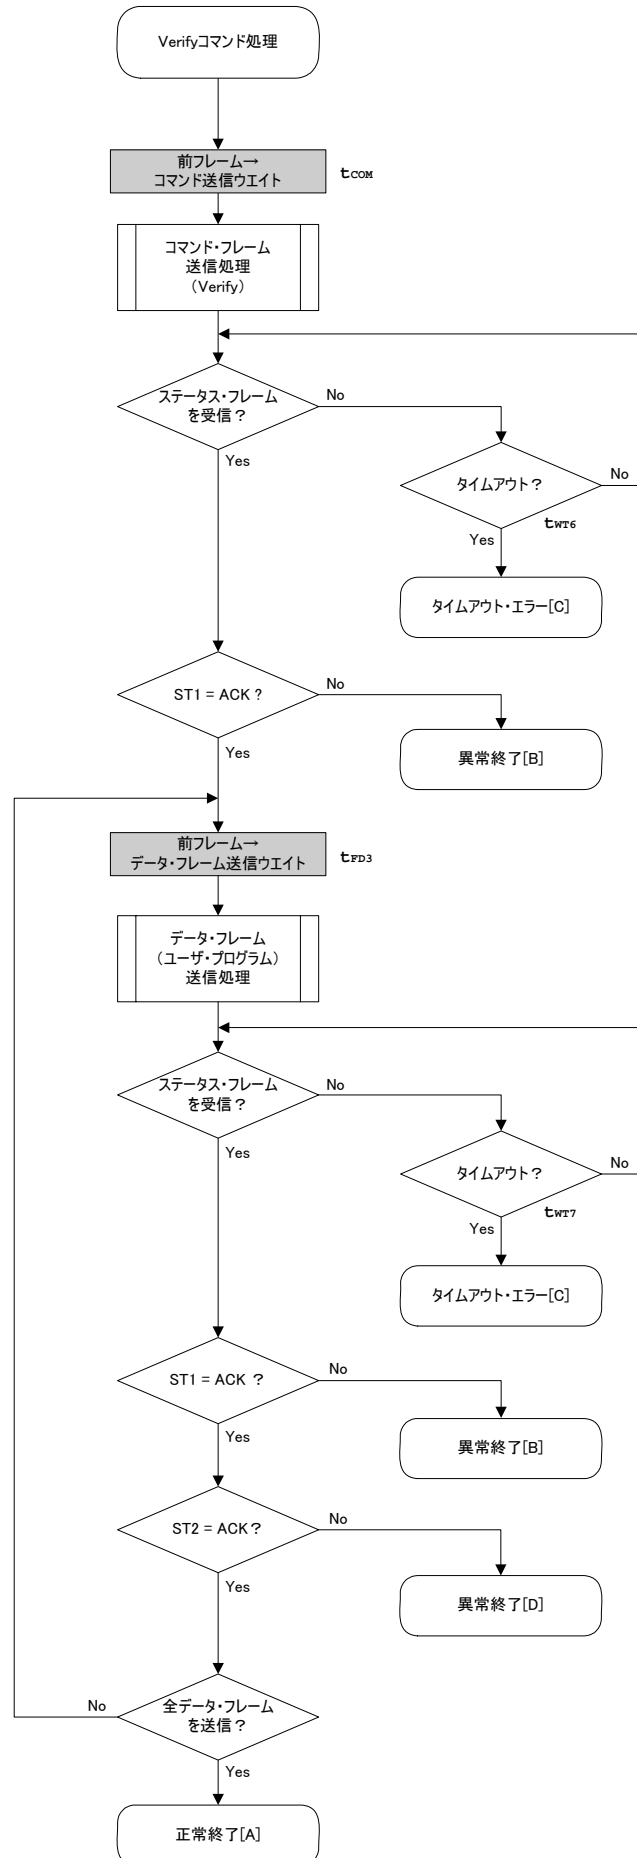 Verifyコマンド処理
前フレーム→
コマンド送信ウエイト
tCOM
コマンド・フレーム
送信処理
（Verify）
ステータス・フレーム
を受信？
No
Yes
タイムアウト？
No
tWT6
Yes
タイムアウト・エラー[C]
ST1 = ACK ?
No
Yes
異常終了[B]
前フレーム→
データ・フレーム送信ウエイト
tFD3
データ・フレーム
（ユーザ・プログラム）
送信処理
ステータス・フレーム
を受信？
No
Yes
タイムアウト？
No
tWT7
Yes
タイムアウト・エラー[C]
ST1 = ACK ？
No
Yes
異常終了[B]
ST2 = ACK？
No
Yes
異常終了[D]
全データ・フレーム
を送信？
No
Yes
正常終了[A]